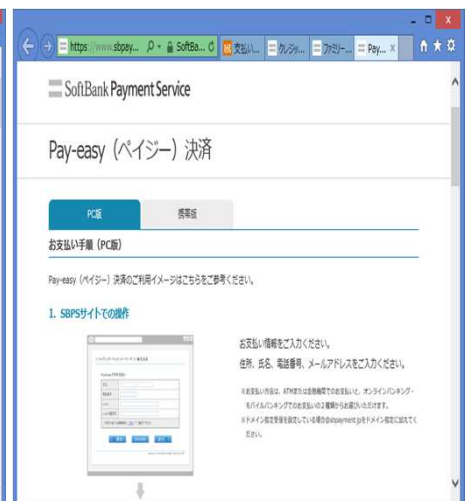 https://www.sbpay...
SoftBa...
支払い...
クレジッ...
ファミリー...
Pay...
SoftBank Payment Service
Pay-easy(ペイジー)決済
PC版
携帯版
お支払い手順(PC版)
Pay-easy(ペイジー)決済のご利用イメージはこちらをご参考ください。
1. SBPSサイトでの操作
お支払い情報をご入力ください。
住所、氏名、電話番号、メールアドレスをご入力ください。
※お支払い方法は、ATMまたは金融機関でのお支払いと、オンラインバンキング・
モバイルバンキングでのお支払いの2種類からお選びいただけます。
※ドメイン指定受信を設定している場合@sbpayment.jpをドメイン指定に加えてく
ださい。